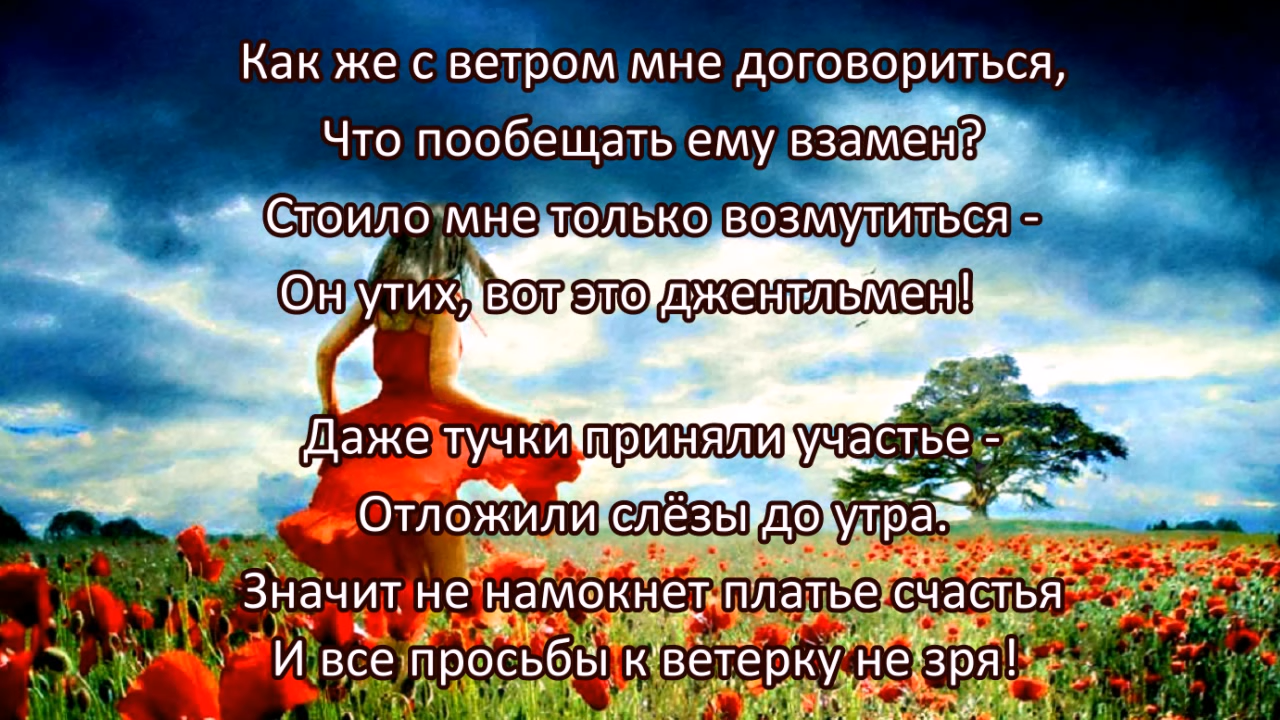 Как же с ветром мне договориться,
Что пообещать ему взамен?
Стоило мне только возмутиться -
Он утих, вот это джентльмен!
Даже тучки приняли участье -
Отложили слёзы до утра.
Значит не намокнет платье счастья
И все просьбы к ветерку не зря!